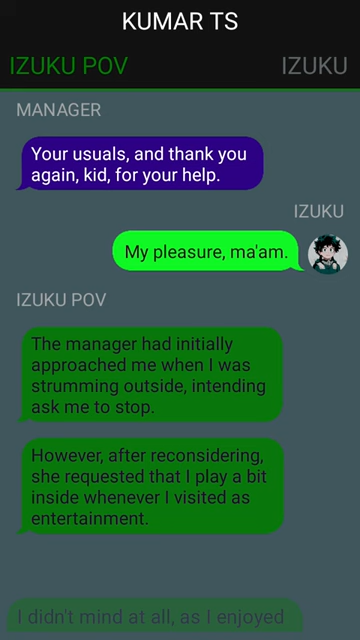 KUMAR TS
IZUKU POV
IZUKU
MANAGER
Your usuals, and thank you
again, kid, for your help.
IZUKU
My pleasure, ma'am.
IZUKU POV
The manager had initially
approached me when I was
strumming outside, intending
ask me to stop.
However, after reconsidering,
she requested that I play a bit
inside whenever I visited as
entertainment.
I didn't mind at all, as I enjoyed